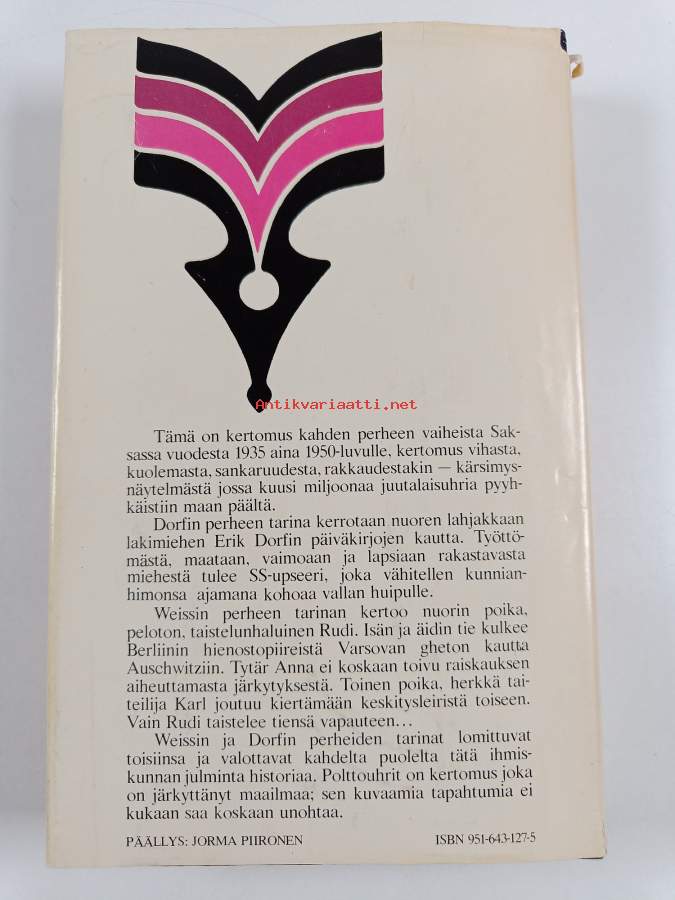 Antikvariaatti.net
Tämä on kertomus kahden perheen vaiheista Sak-
sassa vuodesta 1935 aina 1950-luvulle, kertomus vihasta,
kuolemasta, sankaruudesta, rakkaudestakin — kärsimys-
näytelmästä jossa kuusi miljoonaa juutalaisuhria pyyh-
käistiin maan päältä.
Dorfin perheen tarina kerrotaan nuoren lahjakkaan
lakimiehen Erik Dorfin päiväkirjojen kautta. Työttö-
mästä, maataan, vaimoaan ja lapsiaan rakastavasta
miehestä tulee SS-upseeri, joka vähitellen kunnian-
himonsa ajamana kohoaa vallan huipulle.
Weissin perheen tarinan kertoo nuorin poika,
peloton, taistelunhaluinen Rudi. Isän ja äidin tie kulkee
Berliinin hienostopiireistä Varsovan gheton kautta
Auschwitziin. Tytär Anna ei koskaan toivu raiskauksen
aiheuttamasta järkytyksestä. Toinen poika, herkkä tai-
teilija Karl joutuu kiertämään keskitysleiristä toiseen.
Vain Rudi taistelee tiensä vapauteen...
Weissin ja Dorfin perheiden tarinat lomittuvat
toisiinsa ja valottavat kahdelta puolelta tätä ihmis-
kunnan julminta historiaa. Polttouhrit on kertomus joka
on järkyttänyt maailmaa; sen kuvaamia tapahtumia ei
kukaan saa koskaan unohtaa.
PÄÄLLYS: JORMA PIIRONEN
ISBN 951-643-127-5